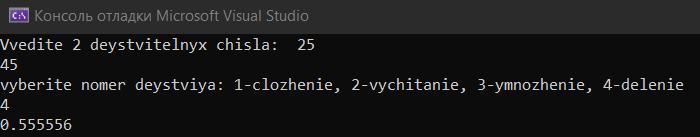 Консоль отладки Microsoft Visual Studio
Vvedite 2 deystvitelnyx chisla:  25
45
vyberite nomer deystviya: 1-clozhenie, 2-vychitanie, 3-ymnozhenie, 4-delenie
4
0.555556